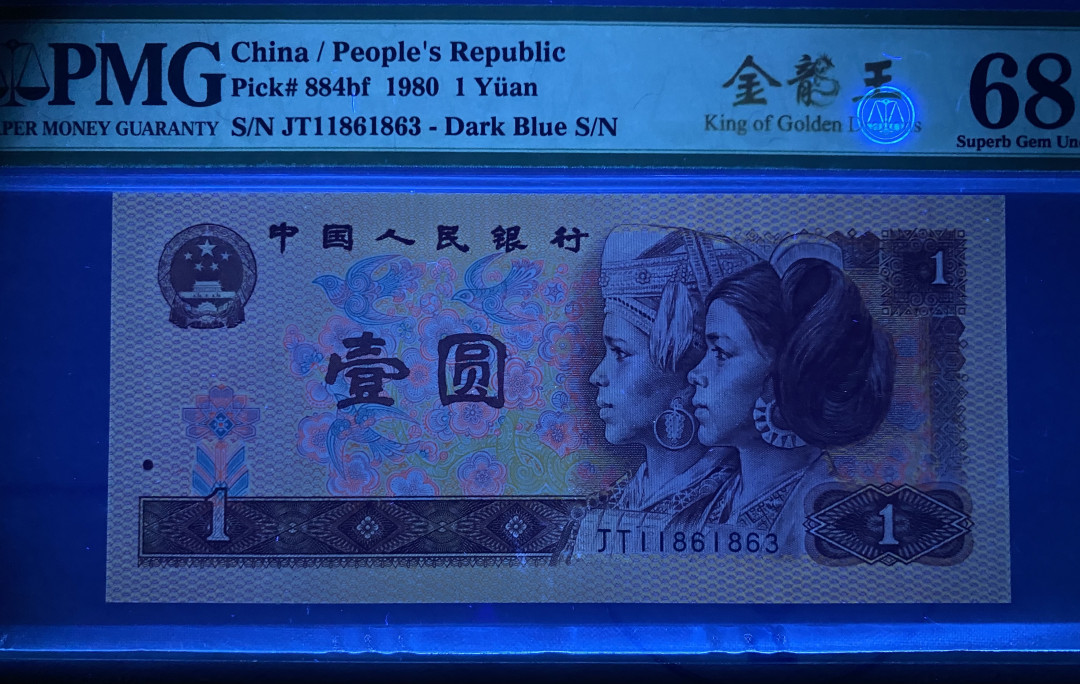 PMG
PER MONEY GUARANTY
China / People's Republic
Pick# 884bf 1980 1 Yüan
S/N JT11861863 - Dark Blue S/N
金龍王
King of Golden
68
Superb Gem Un
中国人民银行
1
壹圆
1
1
JT11861863